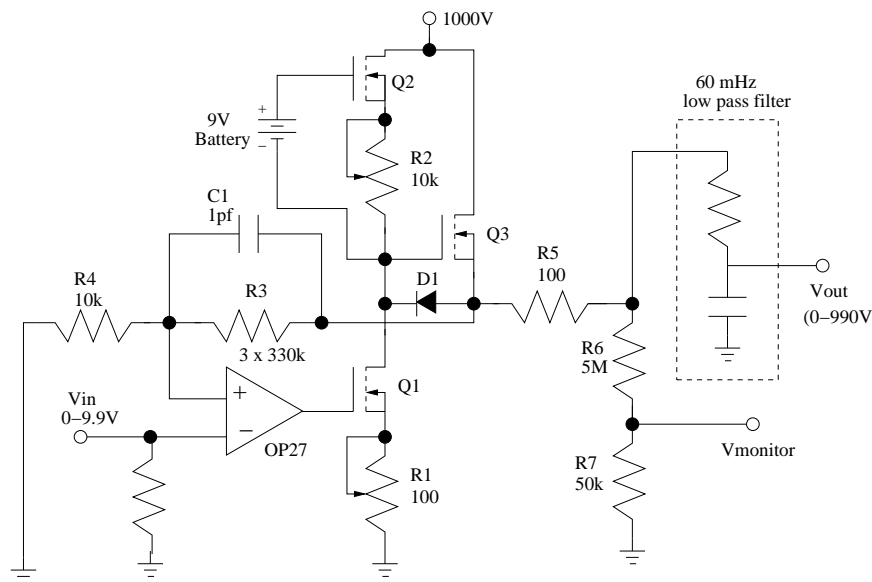 1000V
60 mHz
low pass filter
Q2
+
9V
Battery
−
R2
10k
C1
1pf
Q3
R5
100
R4
10k
R3
D1
3 x 330k
Vout
(0−990V
R6
5M
Q1
Vin
0−9.9V
+
−
OP27
Vmonitor
R1
100
R7
50k